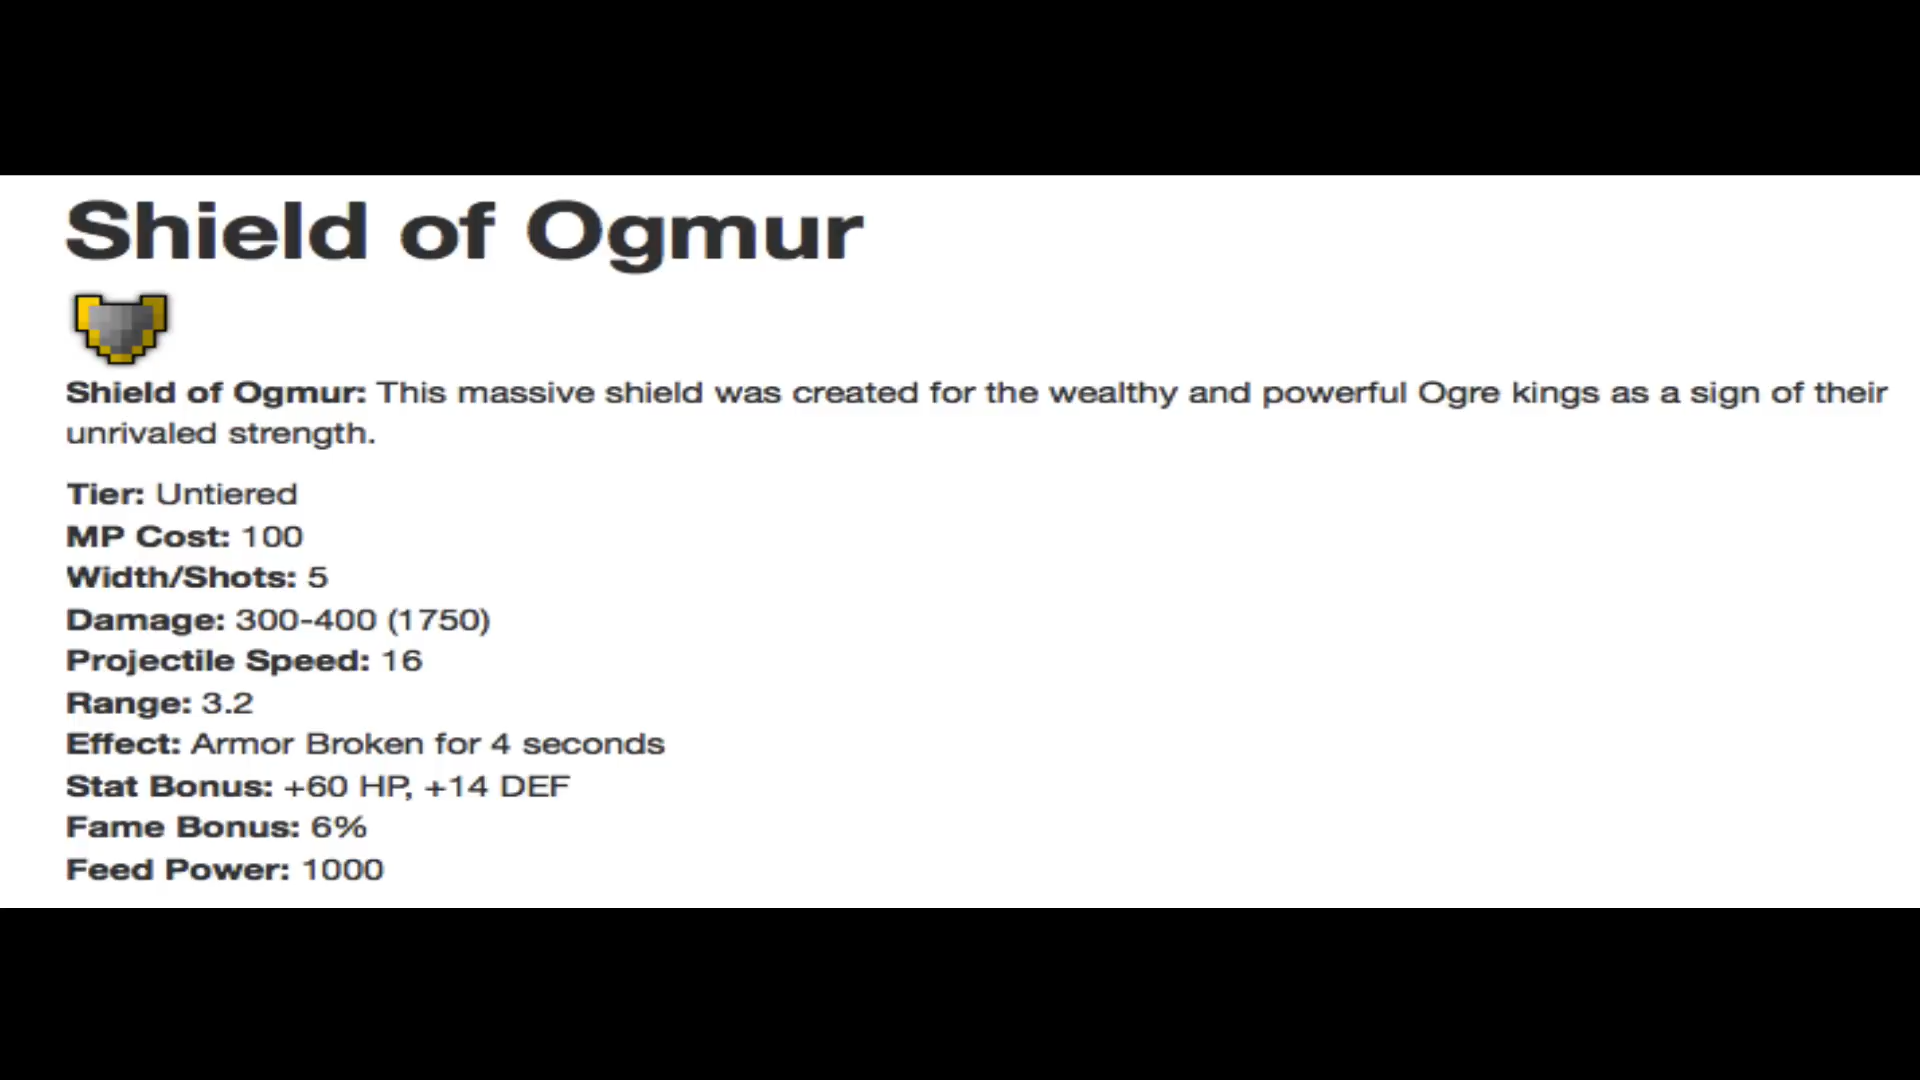 Shield of Ogmur
Shield of Ogmur: This massive shield was created for the wealthy and powerful Ogre kings as a sign of their
unrivaled strength.
Tier: Untiered
MP Cost: 100
Width/Shots: 5
Damage: 300-400 (1750)
Projectile Speed: 16
Range: 3.2
Effect: Armor Broken for 4 seconds
Stat Bonus: +60 HP, +14 DEF
Fame Bonus: 6%
Feed Power: 1000